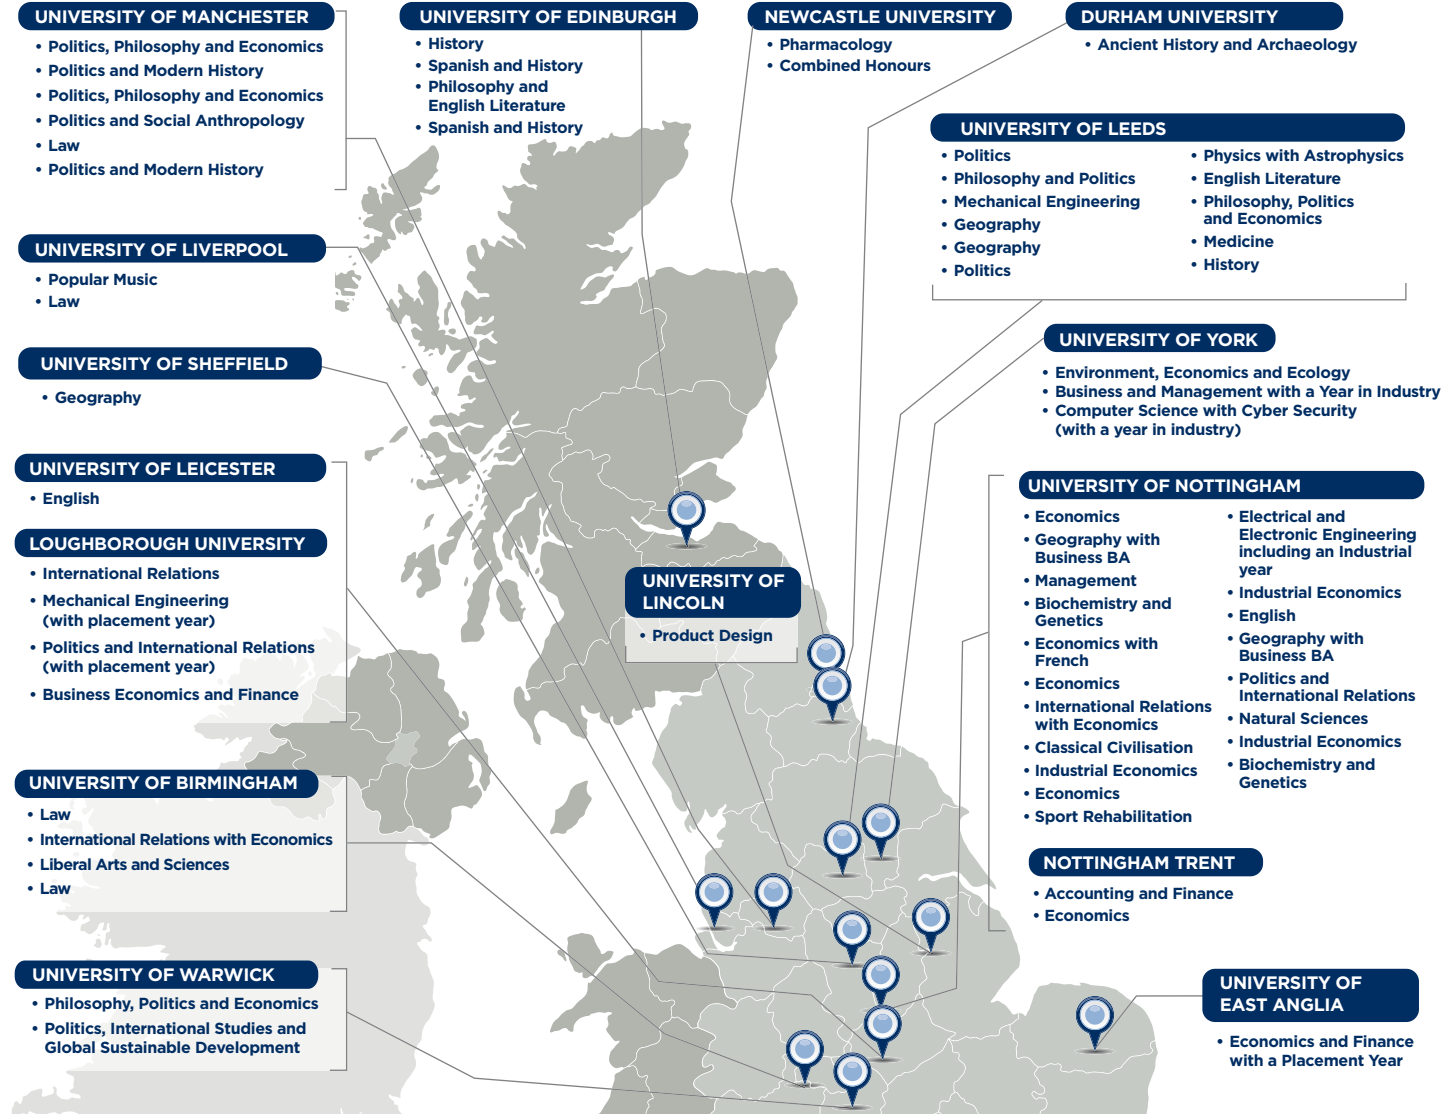 UNIVERSITY OF MANCHESTER
• Politics, Philosophy and Economics
• Politics and Modern History
• Politics, Philosophy and Economics
• Politics and Social Anthropology
• Law
• Politics and Modern History
UNIVERSITY OF EDINBURGH
• History
• Spanish and History
• Philosophy and
English Literature
• Spanish and History
NEWCASTLE UNIVERSITY
• Pharmacology
• Combined Honours
DURHAM UNIVERSITY
• Ancient History and Archaeology
UNIVERSITY OF LEEDS
• Politics
• Philosophy and Politics
• Mechanical Engineering
• Geography
• Geography
• Politics
• Physics with Astrophysics
• English Literature
• Philosophy, Politics
and Economics
• Medicine
• History
UNIVERSITY OF LIVERPOOL
• Popular Music
• Law
UNIVERSITY OF SHEFFIELD
• Geography
UNIVERSITY OF YORK
• Environment, Economics and Ecology
• Business and Management with a Year in Industry
• Computer Science with Cyber Security
(with a year in industry)
UNIVERSITY OF LEICESTER
• English
LOUGHBOROUGH UNIVERSITY
• International Relations
• Mechanical Engineering
(with placement year)
• Politics and International Relations
(with placement year)
• Business Economics and Finance
UNIVERSITY OF
LINCOLN
• Product Design
UNIVERSITY OF NOTTINGHAM
• Economics
• Geography with
Business BA
• Management
• Biochemistry and
Genetics
• Economics with
French
• Economics
• International Relations
with Economics
• Classical Civilisation
• Industrial Economics
• Economics
• Sport Rehabilitation
• Electrical and
Electronic Engineering
including an Industrial
year
• Industrial Economics
• English
• Geography with
Business BA
• Politics and
International Relations
• Natural Sciences
• Industrial Economics
• Biochemistry and
Genetics
UNIVERSITY OF BIRMINGHAM
• Law
• International Relations with Economics
• Liberal Arts and Sciences
• Law
NOTTINGHAM TRENT
• Accounting and Finance
• Economics
UNIVERSITY OF WARWICK
• Philosophy, Politics and Economics
• Politics, International Studies and
Global Sustainable Development
UNIVERSITY OF
EAST ANGLIA
• Economics and Finance
with a Placement Year